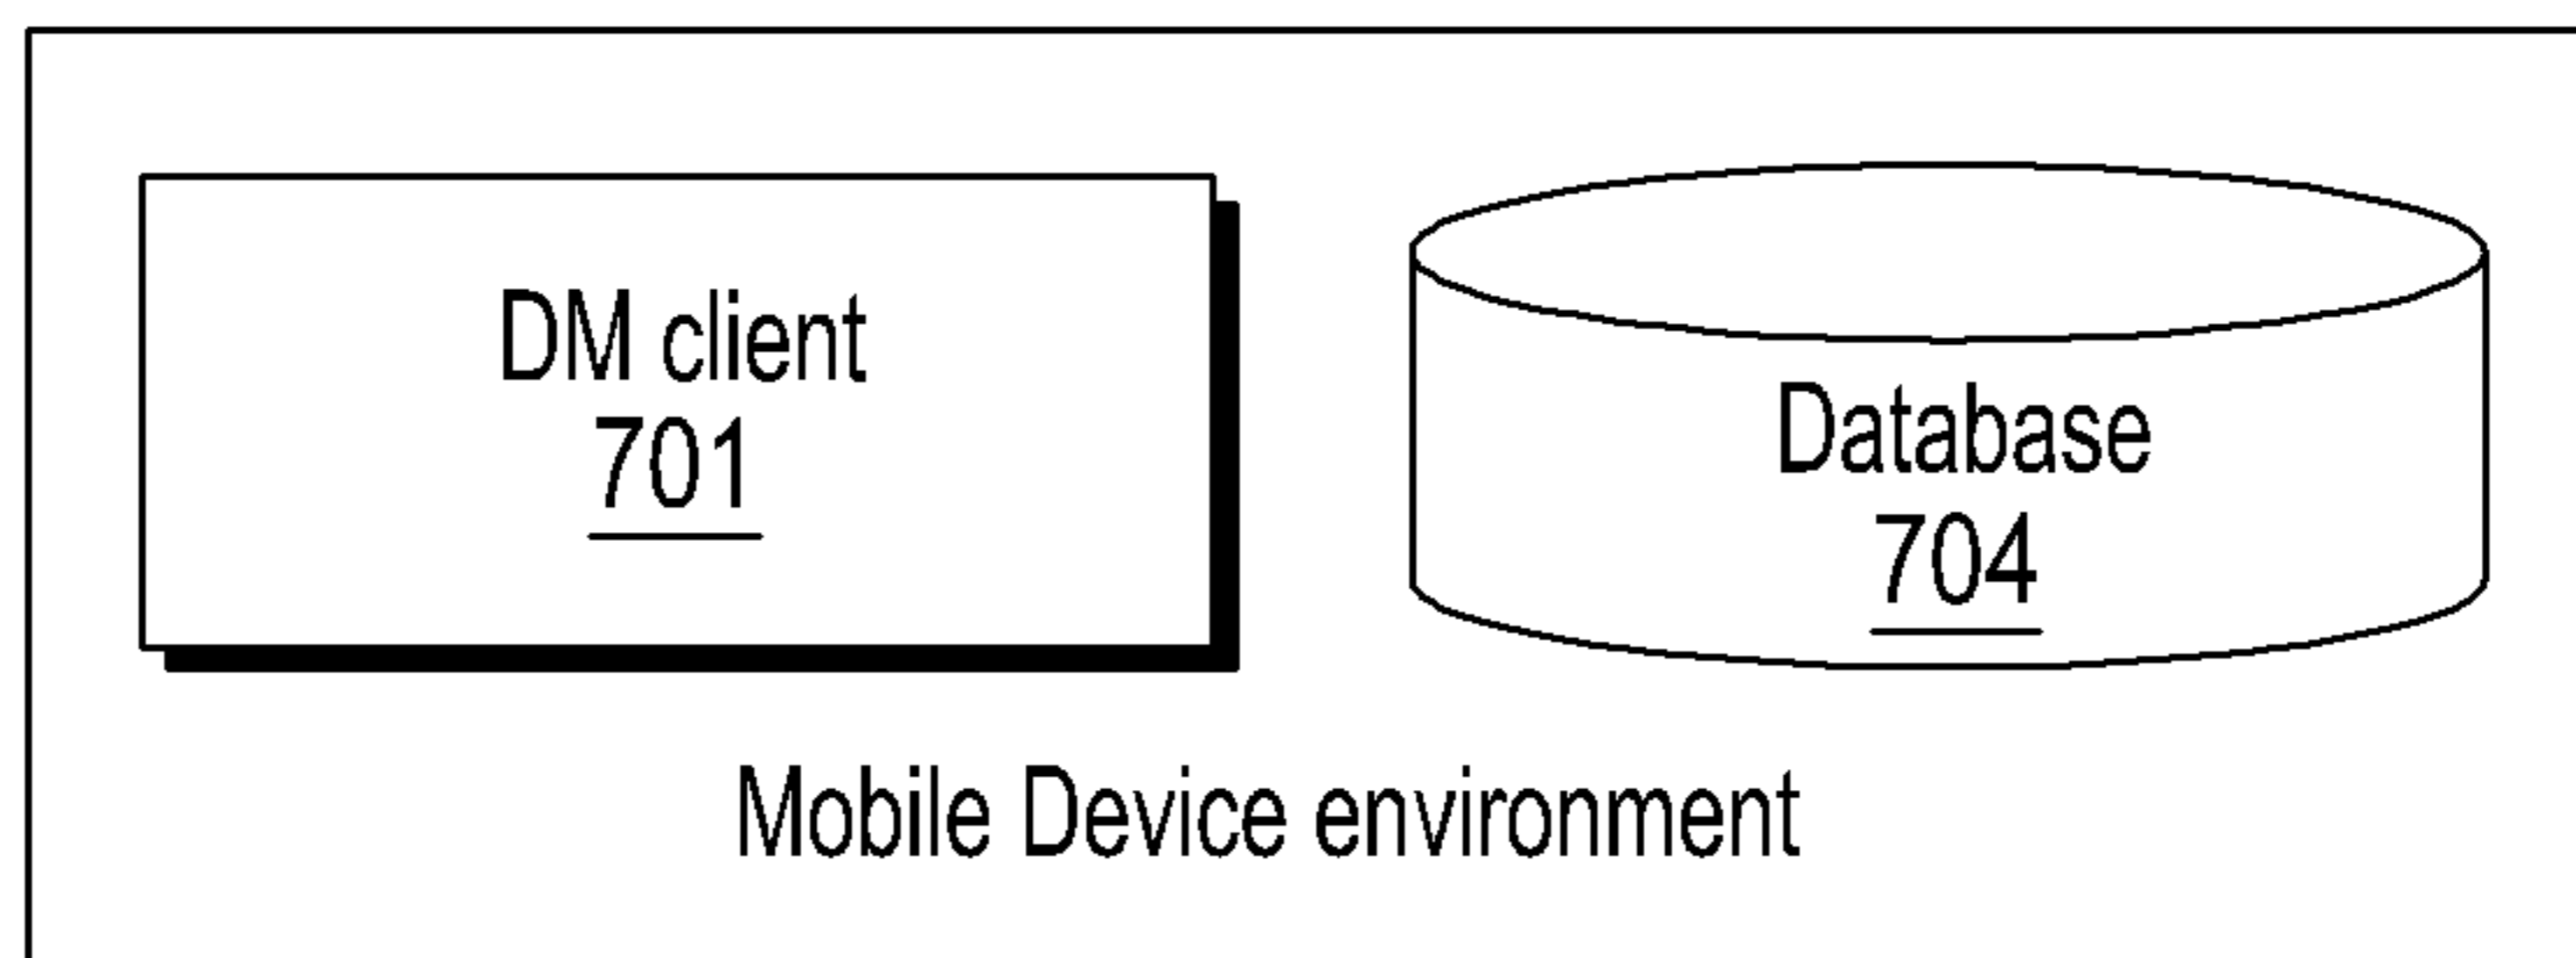 DM client
701
Database
704
Mobile Device environment